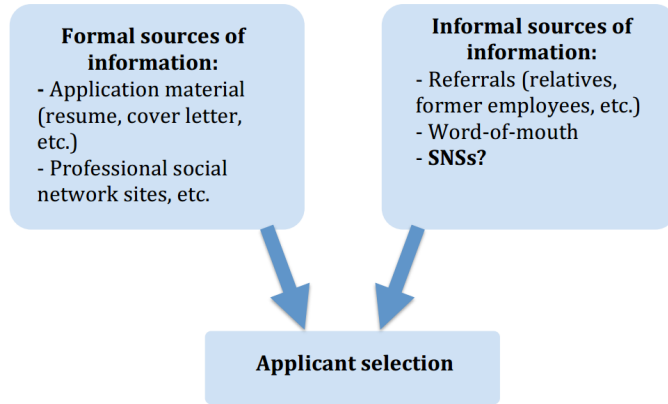 Formal sources of
information:
- Application material
(resume, cover letter,
etc.)
- Professional social
network sites, etc.
Informal sources of
information:
- Referrals (relatives,
former employees, etc.)
- Word-of-mouth
- SNSs?
Applicant selection